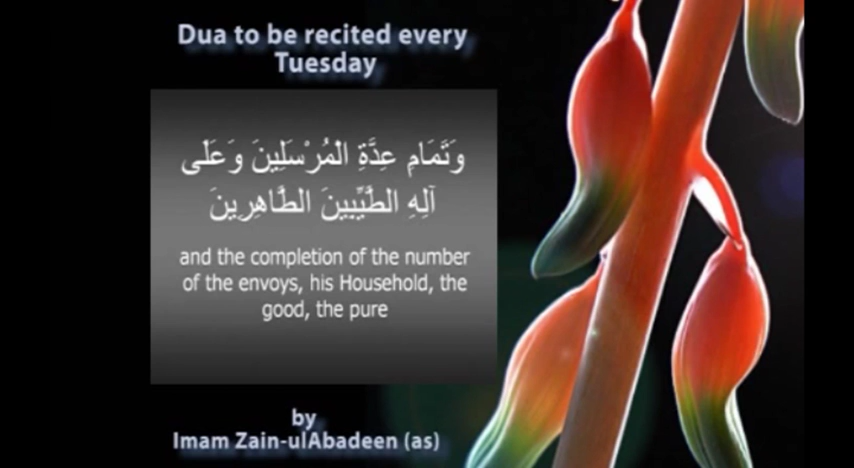 Dua to be recited every
Tuesday
وَتَمَامِ عِدَّةِ الْمُرْسَلِينَ وَعَلَى
آلِهِ الطَّيِّبِينَ الطَّاهِرِينَ
and the completion of the number
of the envoys, his Household, the
good, the pure
by
Imam Zain-ulAbadeen (as)